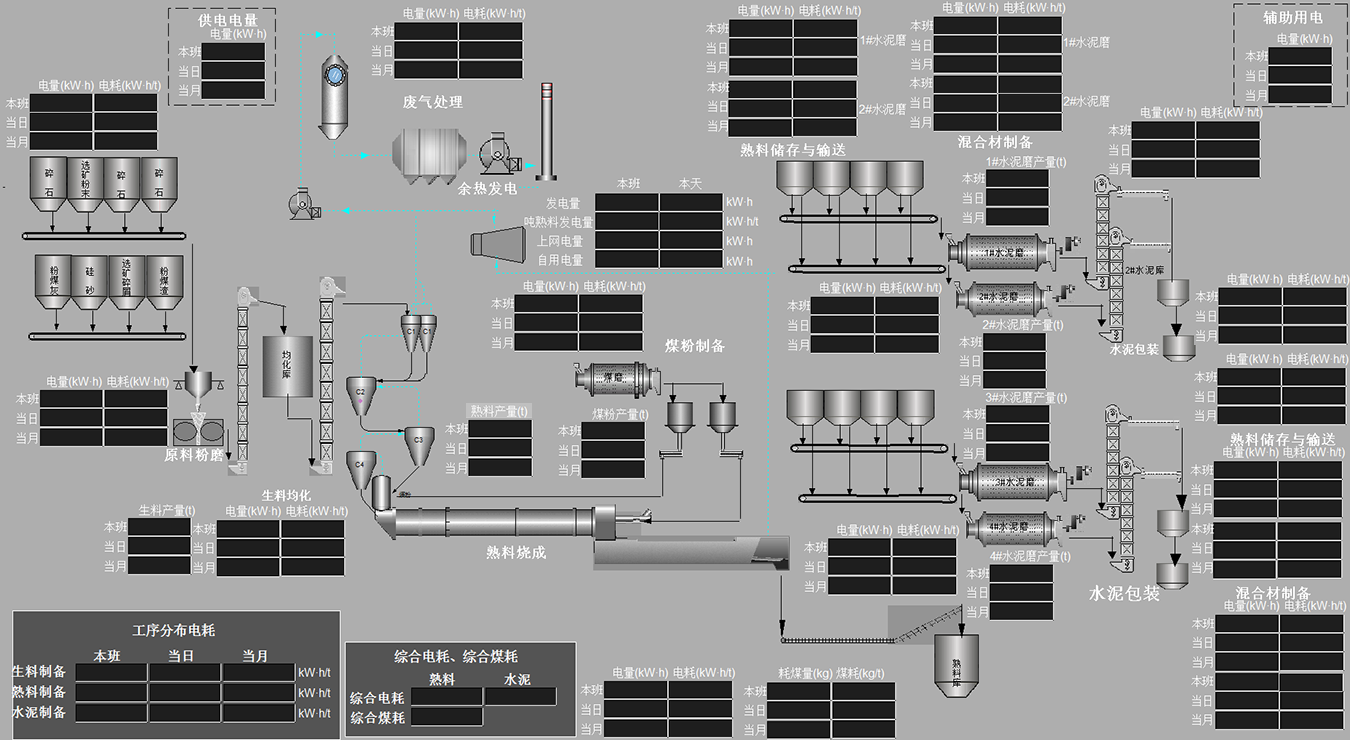 供电电量
电量(kW·h)
本班
当日
当月
电量(kW·h) 电耗(kW·h/t)
本班
当日
当月
废气处理
电量(kW·h) 电耗(kW·h/t)
本班
当日
当月
1#水泥磨
本班
当日
当月
2#水泥磨
熟料储存与输送
电量(kW·h) 电耗(kW·h/t)
本班
当日
当月
1#水泥磨
本班
当日
当月
2#水泥磨
混合材制备
辅助用电
电量(kW·h)
本班
当日
当月
电量(kW·h) 电耗(kW·h/t)
本班
当日
当月
碎石
选矿粉末
碎石
碎石
粉煤灰
硅砂
选矿碎屑
粉煤渣
余热发电
本班 本天
发电量 kW·h
吨熟料发电量 kW·h/t
上网电量 kW·h
自用电量 kW·h
电量(kW·h) 电耗(kW·h/t)
本班
当日
当月
1#水泥磨产量(t)
本班
当日
当月
1#水泥磨
2#水泥磨
2#水泥库
水泥包装
电量(kW·h) 电耗(kW·h/t)
本班
当日
当月
电量(kW·h) 电耗(kW·h/t)
本班
当日
当月
2#水泥磨产量(t)
本班
当日
当月
电量(kW·h) 电耗(kW·h/t)
本班
当日
当月
电量(kW·h) 电耗(kW·h/t)
本班
当日
当月
均化库
C1
C1
C2
C3
C4
煤粉制备
煤磨
电量(kW·h) 电耗(kW·h/t)
本班
当日
当月
原料粉磨
熟料产量(t)
本班
当日
当月
煤粉产量(t)
本班
当日
当月
3#水泥磨产量(t)
本班
当日
当月
3#水泥磨
4#水泥磨
4#水泥磨产量(t)
本班
当日
当月
水泥包装
熟料储存与输送
电量(kW·h) 电耗(kW·h/t)
本班
当日
当月
本班
当日
当月
混合材制备
电量(kW·h) 电耗(kW·h/t)
本班
当日
当月
本班
当日
当月
生料均化
生料产量(t)
本班
当日
当月
电量(kW·h) 电耗(kW·h/t)
本班
当日
当月
熟料烧成
电量(kW·h) 电耗(kW·h/t)
本班
当日
当月
熟料库
工序分布电耗
本班 当日 当月
生料制备 kW·h/t
熟料制备 kW·h/t
水泥制备 kW·h/t
综合电耗、综合煤耗
熟料 水泥
综合电耗
综合煤耗
电量(kW·h) 电耗(kW·h/t)
本班
当日
当月
耗煤量(kg) 煤耗(kg/t)
本班
当日
当月